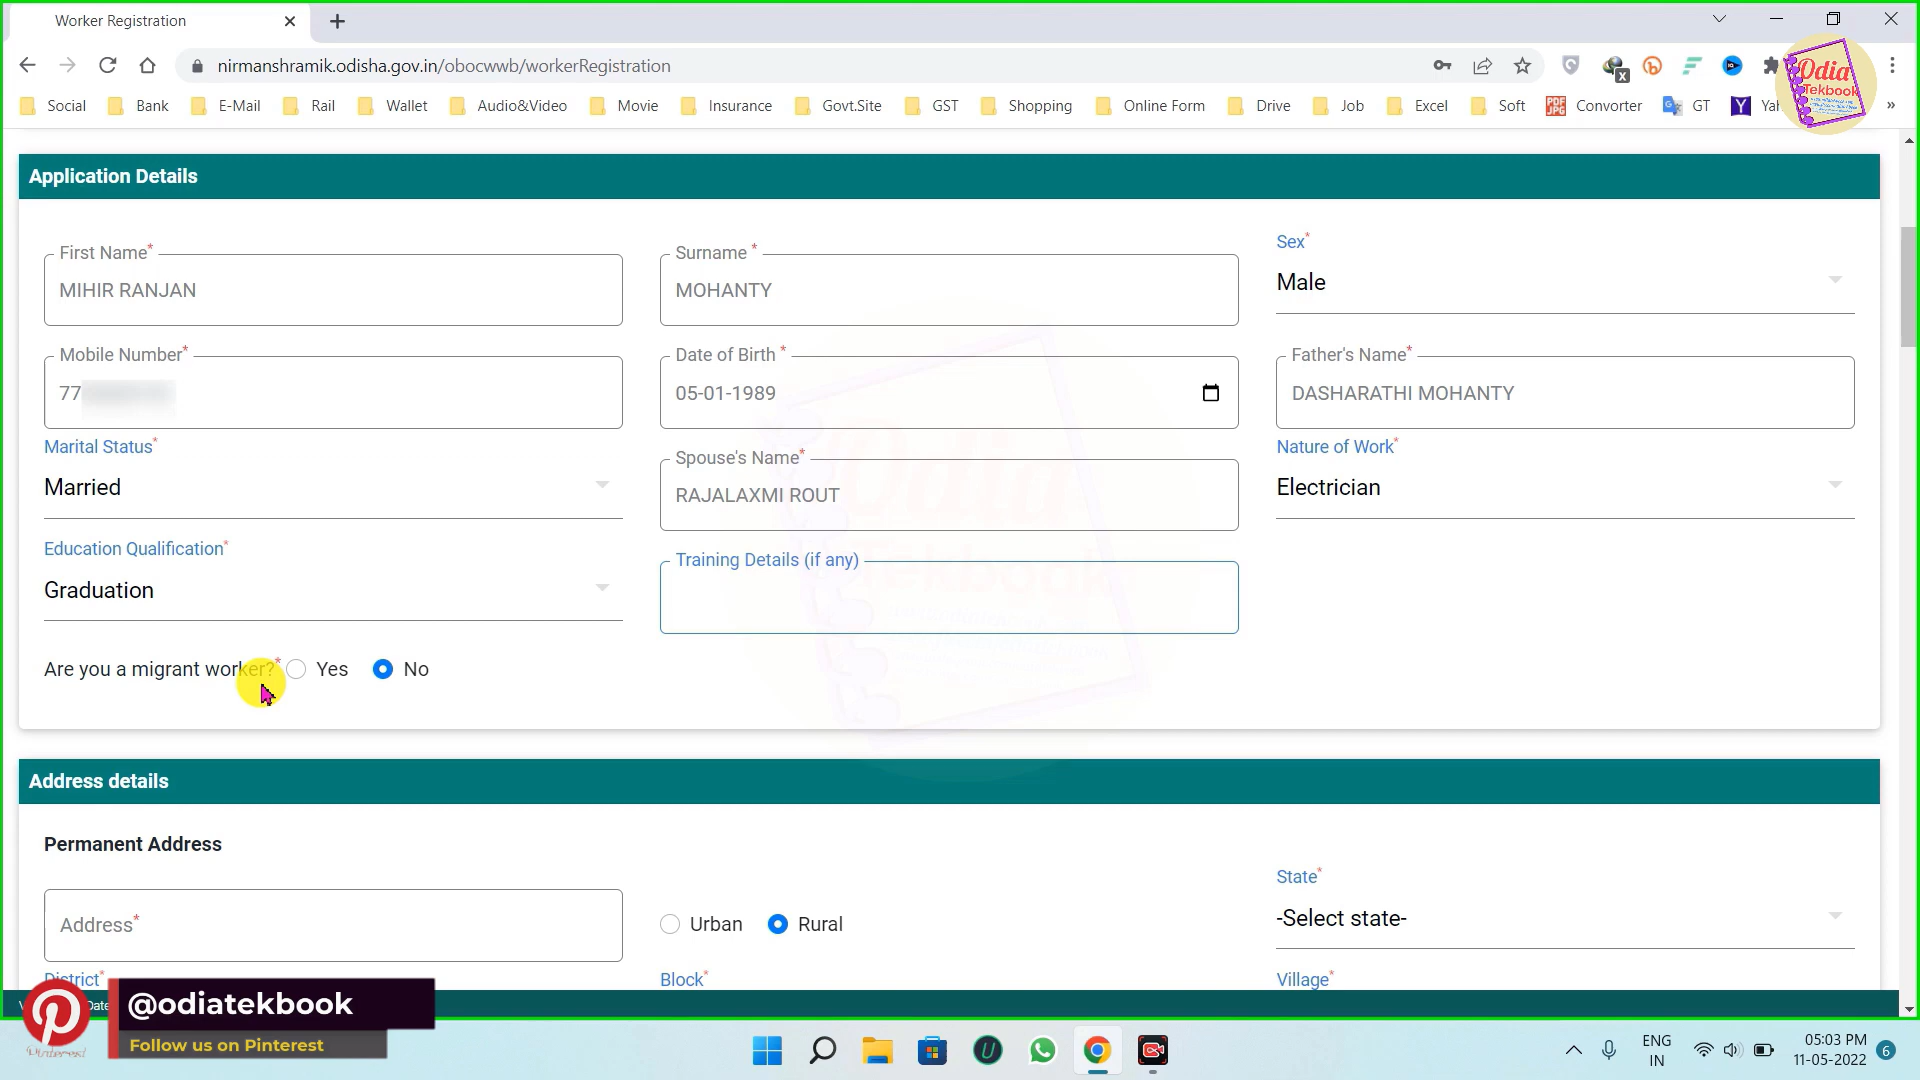 Worker Registration
nirmanshramik.odisha.gov.in/obocwwb/workerRegistration
Social Bank E-Mail Rail Wallet Audio&Video Movie Insurance Govt.Site GST Shopping Online Form Drive Job Excel Soft Converter GT »
Odia
Tekbook
Application Details
First Name*
MIHIR RANJAN
Surname *
MOHANTY
Sex*
Male
Mobile Number*
77
Date of Birth *
05-01-1989
Father's Name*
DASHARATHI MOHANTY
Marital Status*
Married
Spouse's Name*
RAJALAXMI ROUT
Nature of Work*
Electrician
Education Qualification*
Graduation
Training Details (if any)
Are you a migrant worker?* Yes No
Address details
Permanent Address
Address*
Urban Rural
State*
-Select state-
District*
Block*
Village*
@odiatekbook
Follow us on Pinterest
Pinterest
ENG
IN
05:03 PM
11-05-2022
6